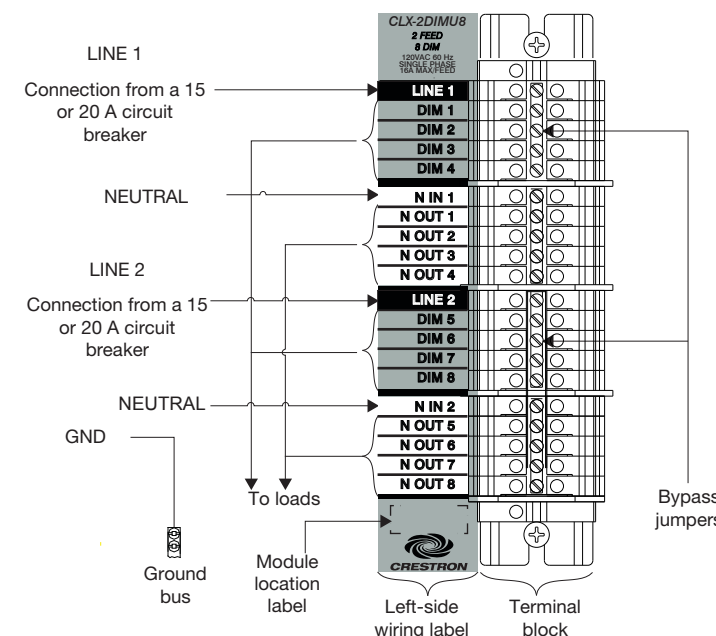 CLX-2DIMU8
2 FEED
8 DIM
120VAC 60 Hz
SINGLE PHASE
16A MAX/FEED
LINE 1
Connection from a 15
or 20 A circuit
breaker
LINE 1
DIM 1
DIM 2
DIM 3
DIM 4
NEUTRAL
N IN 1
N OUT 1
N OUT 2
N OUT 3
N OUT 4
LINE 2
Connection from a 15
or 20 A circuit
breaker
LINE 2
DIM 5
DIM 6
DIM 7
DIM 8
NEUTRAL
N IN 2
N OUT 5
N OUT 6
N OUT 7
N OUT 8
GND
To loads
Bypass
jumpers
Ground
bus
Module
location
label
CRESTRON
Left-side
wiring label
Terminal
block